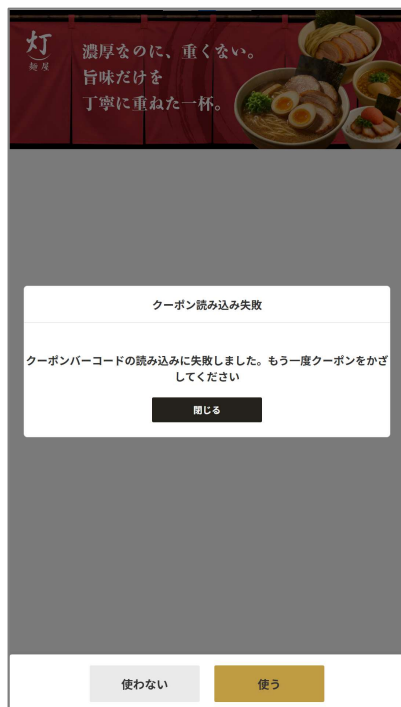 灯
麺屋
濃厚なのに、重くない。
旨味だけを
丁寧に重ねた一杯。
クーポン読み込み失敗
クーポンバーコードの読み込みに失敗しました。もう一度クーポンをかざ
してください
閉じる
使わない
使う